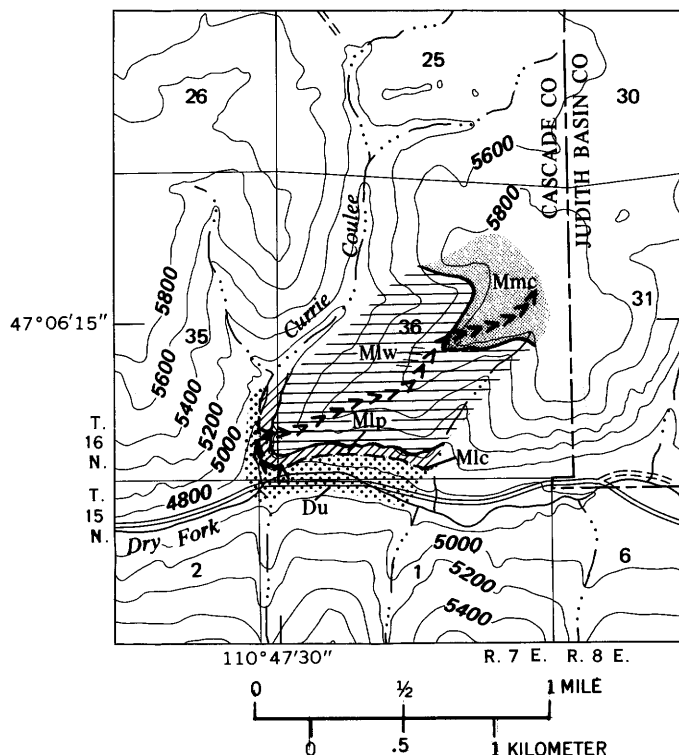 25
26
30
5600
CASCADE CO
JUDITH BASIN CO
5800
Coulee
Mmc
5800
Currie
36
31
47°06'15"
35
Mlw
5600
5400
T.
16
N.
5200
5000
Mlp
Mlc
4800
T.
15
N.
Du
Dry Fork
5000
2
1
5200
6
5400
110°47'30"
R. 7 E.
R. 8 E.
0
½
1 MILE
0
.5
1 KILOMETER